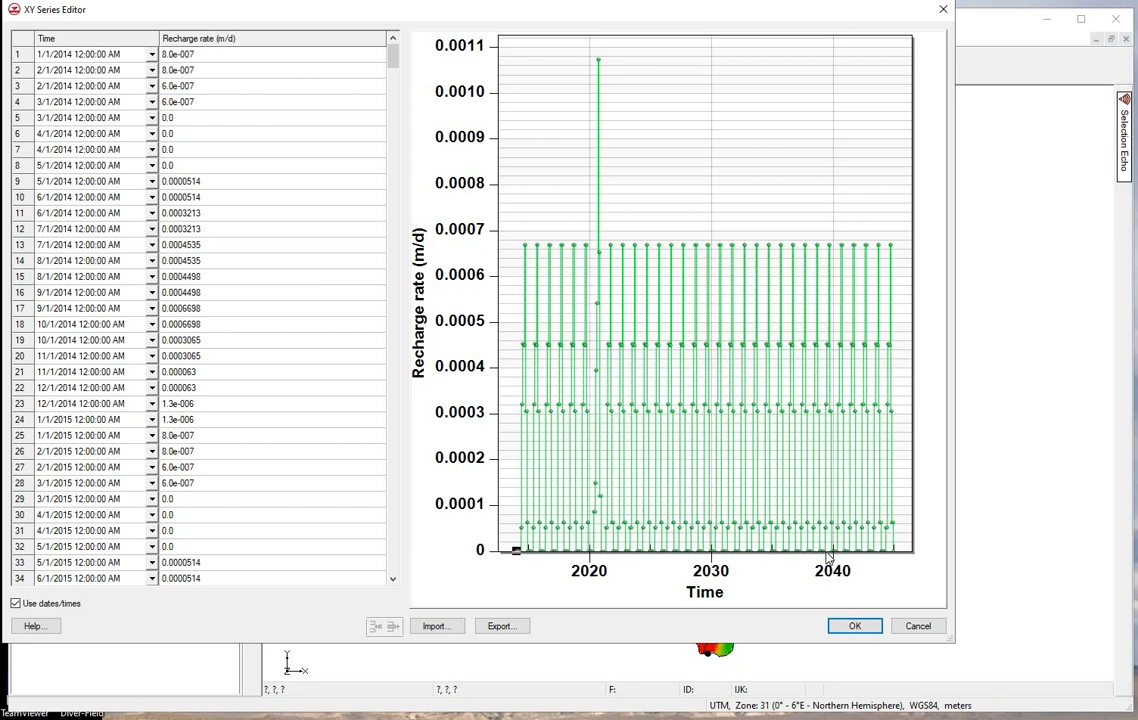 XY Series Editor
Time Recharge rate (m/d)
1 1/1/2014 12:00:00 AM 8.0e-007
2 2/1/2014 12:00:00 AM 8.0e-007
3 2/1/2014 12:00:00 AM 6.0e-007
4 3/1/2014 12:00:00 AM 6.0e-007
5 3/1/2014 12:00:00 AM 0.0
6 4/1/2014 12:00:00 AM 0.0
7 4/1/2014 12:00:00 AM 0.0
8 5/1/2014 12:00:00 AM 0.0
9 5/1/2014 12:00:00 AM 0.0000514
10 6/1/2014 12:00:00 AM 0.0000514
11 6/1/2014 12:00:00 AM 0.0003213
12 7/1/2014 12:00:00 AM 0.0003213
13 7/1/2014 12:00:00 AM 0.0004535
14 8/1/2014 12:00:00 AM 0.0004535
15 8/1/2014 12:00:00 AM 0.0004498
16 9/1/2014 12:00:00 AM 0.0004498
17 9/1/2014 12:00:00 AM 0.0006698
18 10/1/2014 12:00:00 AM 0.0006698
19 10/1/2014 12:00:00 AM 0.0003065
20 11/1/2014 12:00:00 AM 0.0003065
21 11/1/2014 12:00:00 AM 0.000063
22 12/1/2014 12:00:00 AM 0.000063
23 12/1/2014 12:00:00 AM 1.3e-006
24 1/1/2015 12:00:00 AM 1.3e-006
25 1/1/2015 12:00:00 AM 8.0e-007
26 2/1/2015 12:00:00 AM 8.0e-007
27 2/1/2015 12:00:00 AM 6.0e-007
28 3/1/2015 12:00:00 AM 6.0e-007
29 3/1/2015 12:00:00 AM 0.0
30 4/1/2015 12:00:00 AM 0.0
31 4/1/2015 12:00:00 AM 0.0
32 5/1/2015 12:00:00 AM 0.0
33 5/1/2015 12:00:00 AM 0.0000514
34 6/1/2015 12:00:00 AM 0.0000514
Use dates/times
Help...
Import...
Export...
OK
Cancel
Recharge rate (m/d)
0.0011
0.0010
0.0009
0.0008
0.0007
0.0006
0.0005
0.0004
0.0003
0.0002
0.0001
0
2020 2030 2040
Time
Selection Echo
Y
Z X
?, ?, ? ?, ?, ? F: ID: IJK:
UTM, Zone: 31 (0° - 6°E - Northern Hemisphere), WGS84, meters
TeamViewer Diver-Field